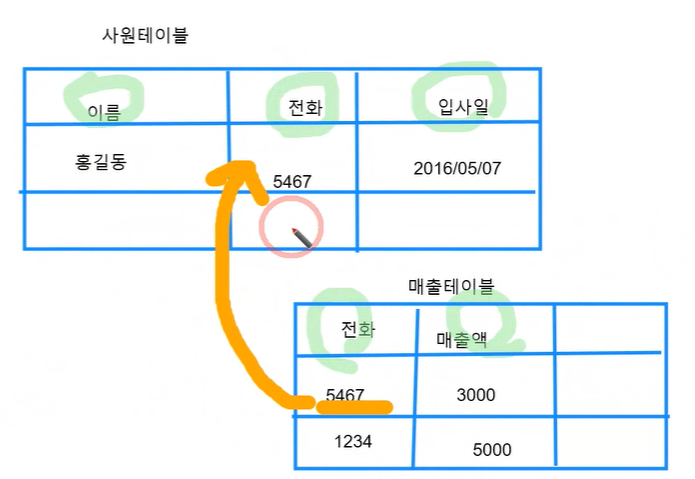 사원테이블
이름 전화 입사일
홍길동 5467 2016/05/07
매출테이블
전화 매출액
5467 3000
1234 5000